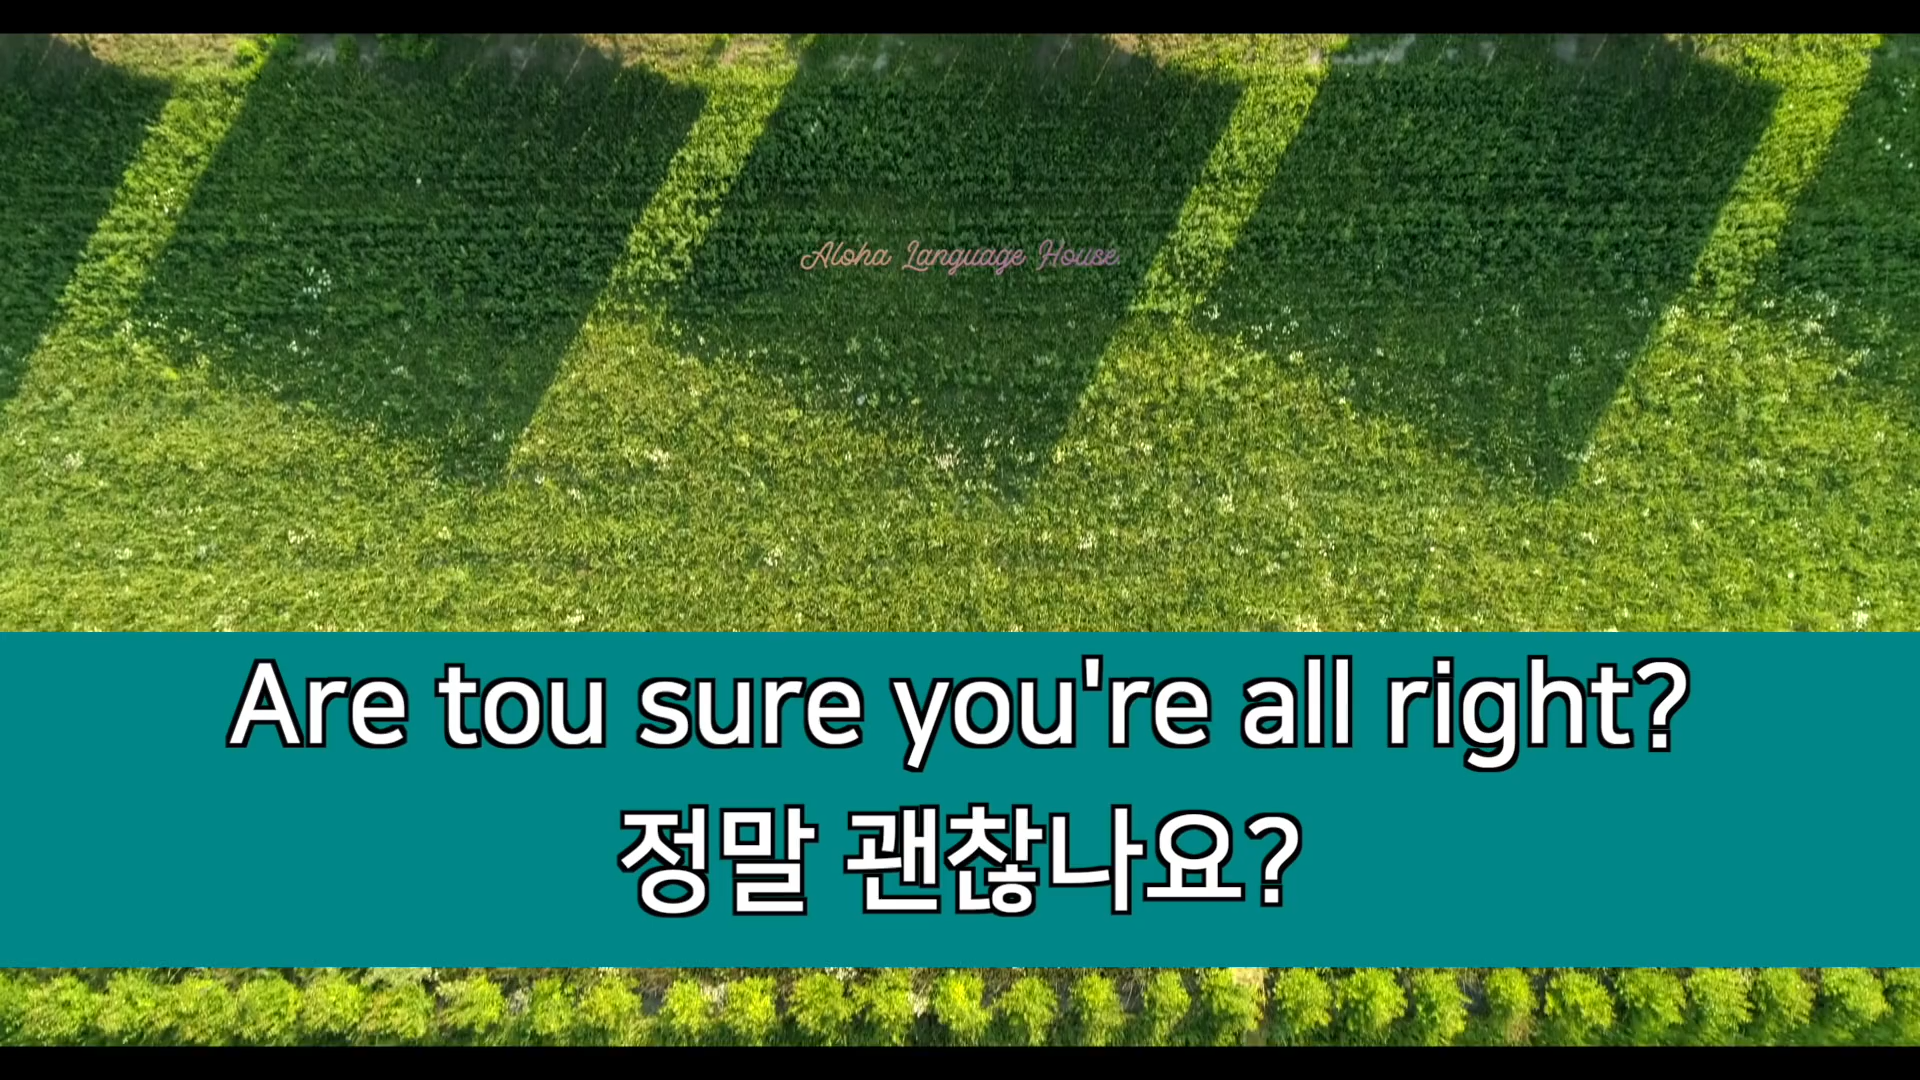 Aloha Language House.
Are tou sure you're all right?
정말 괜찮나요?